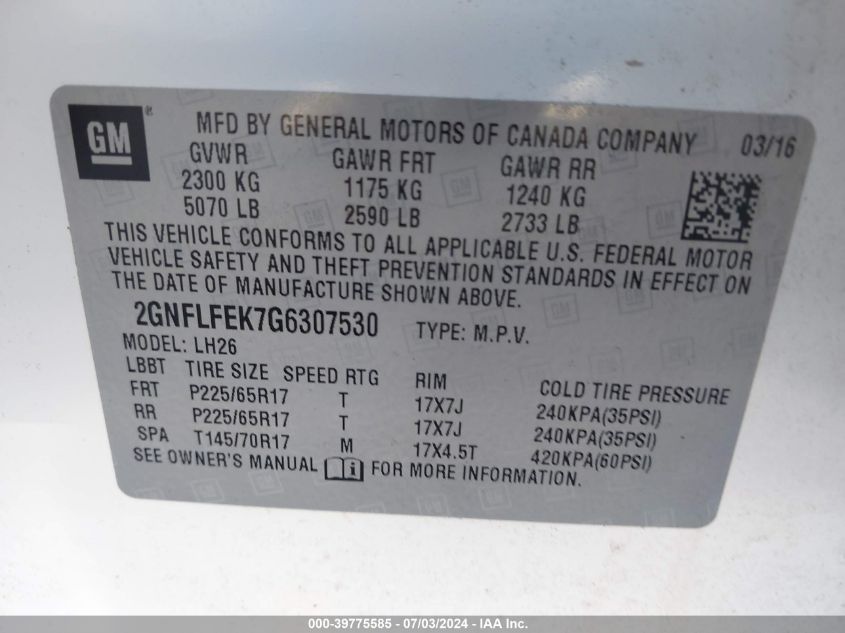 GM ®
MFD BY GENERAL MOTORS OF CANADA COMPANY 03/16
GVWR GAWR FRT GAWR RR
2300 KG 1175 KG 1240 KG
5070 LB 2590 LB 2733 LB
THIS VEHICLE CONFORMS TO ALL APPLICABLE U.S. FEDERAL MOTOR
VEHICLE SAFETY AND THEFT PREVENTION STANDARDS IN EFFECT ON
THE DATE OF MANUFACTURE SHOWN ABOVE.
2GNFLFEK7G6307530 TYPE: M.P.V.
MODEL: LH26
LBBT TIRE SIZE SPEED RTG RIM COLD TIRE PRESSURE
FRT P225/65R17 T 17X7J 240KPA(35PSI)
RR P225/65R17 T 17X7J 240KPA(35PSI)
SPA T145/70R17 M 17X4.5T 420KPA(60PSI)
SEE OWNER'S MANUAL i FOR MORE INFORMATION.
000-39775585 - 07/03/2024 - IAA Inc.